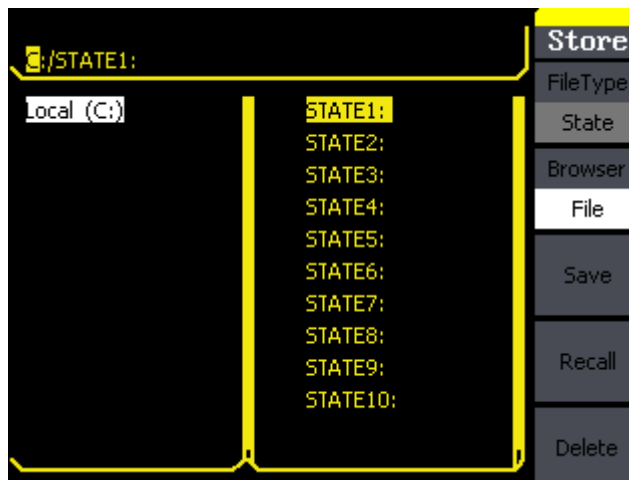 C:/STATE1:
Local (C:)
STATE1:
STATE2:
STATE3:
STATE4:
STATE5:
STATE6:
STATE7:
STATE8:
STATE9:
STATE10:
Store
FileType
State
Browser
File
Save
Recall
Delete